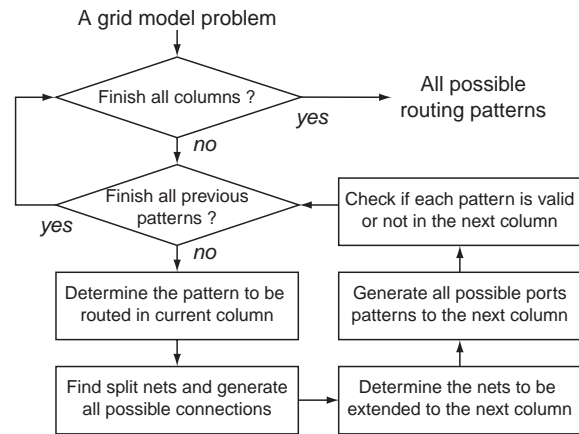 A grid model problem
Finish all columns ?
All possible
routing patterns
yes
no
Finish all previous
patterns ?
yes
no
Check if each pattern is valid
or not in the next column
Determine the pattern to be
routed in current column
Generate all possible ports
patterns to the next column
Find split nets and generate
all possible connections
Determine the nets to be
extended to the next column